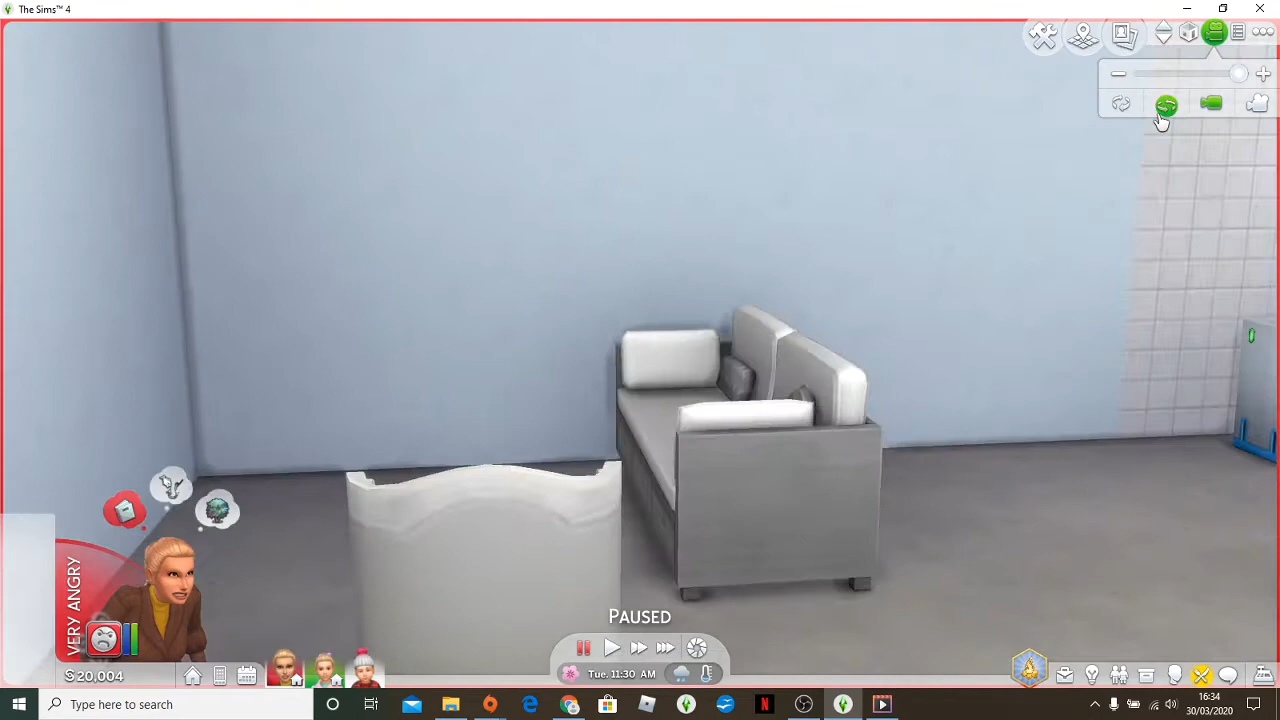 The Sims™ 4
VERY ANGRY
PAUSED
$ 20,004
Tue. 11:30 AM
Type here to search
16:34
30/03/2020